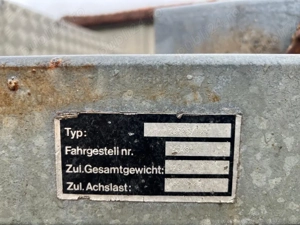 Typ:
Fahrgestell nr.
Zul.Gesamtgewicht:
Zul. Achslast: